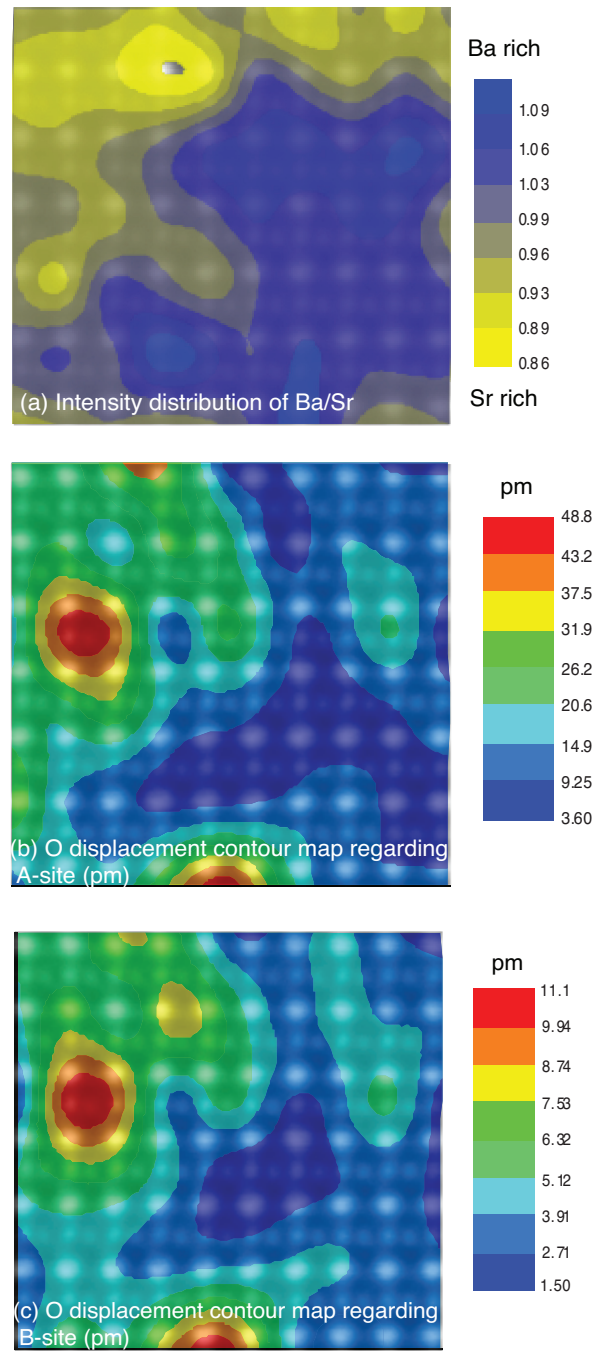 Ba rich
1.09
1.06
1.03
0.99
0.96
0.93
0.89
0.86
Sr rich
(a) Intensity distribution of Ba/Sr
pm
48.8
43.2
37.5
31.9
26.2
20.6
14.9
9.25
3.60
(b) O displacement contour map regarding
A-site (pm)
pm
11.1
9.94
8.74
7.53
6.32
5.12
3.91
2.71
1.50
(c) O displacement contour map regarding
B-site (pm)